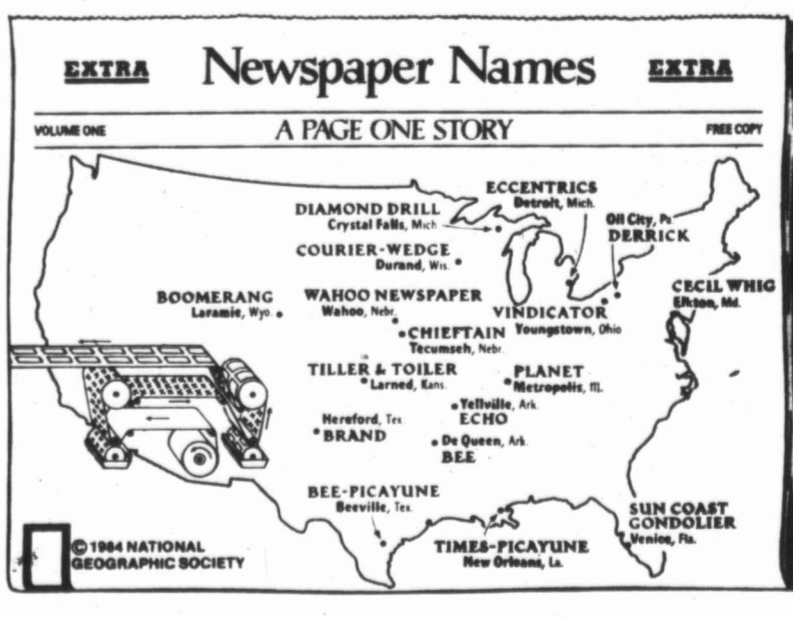 EXTRA Newspaper Names EXTRA
VOLUME ONE A PAGE ONE STORY FREE COPY
ECCENTRICS
Detroit, Mich.
DIAMOND DRILL
Crystal Falls, Mich.
Oil City, Pa.
DERRICK
COURIER-WEDGE
Durand, Wis.
CECIL WHIG
Elkton, Md.
BOOMERANG
Laramie, Wyo.
WAHOO NEWSPAPER
Wahoo, Nebr.
VINDICATOR
Youngstown, Ohio
CHIEFTAIN
Tecumseh, Nebr.
TILLER & TOILER
Larned, Kans.
PLANET
Metropolis, Ill.
Yellville, Ark.
ECHO
Hereford, Tex.
BRAND
De Queen, Ark.
BEE
BEE-PICAYUNE
Beeville, Tex.
SUN COAST
GONDOLIER
Venice, Fla.
TIMES-PICAYUNE
New Orleans, La.
© 1984 NATIONAL
GEOGRAPHIC SOCIETY